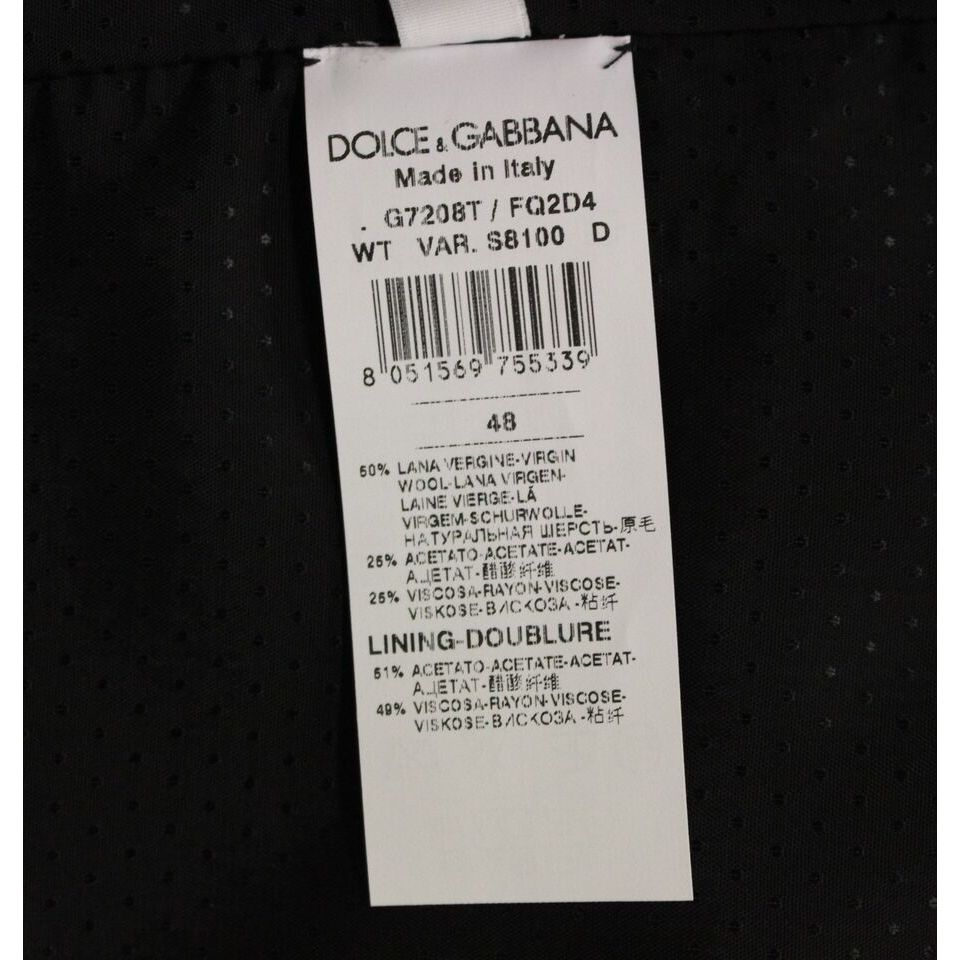 DOLCE & GABBANA
Made in Italy
. G7208T / FQ2D4
WT VAR. S8100 D
8 051569 755339
48
50% LANA VERGINE-VIRGIN
WOOL-LANA VIRGEN-
LAINE VIERGE-LÃ
VIRGEM-SCHURWOLLE-
НАТУРАЛЬНАЯ ШЕРСТЬ-原毛
25% ACETATO-ACETATE-ACETAT-
АЦЕТАТ-醋酸纤维
25% VISCOSA-RAYON-VISCOSE-
VISKOSE-ВИСКОЗА -粘纤
LINING-DOUBLURE
51% ACETATO-ACETATE-ACETAT-
АЦЕТАТ-醋酸纤维
49% VISCOSA-RAYON-VISCOSE-
VISKOSE-ВИСКОЗА -粘纤